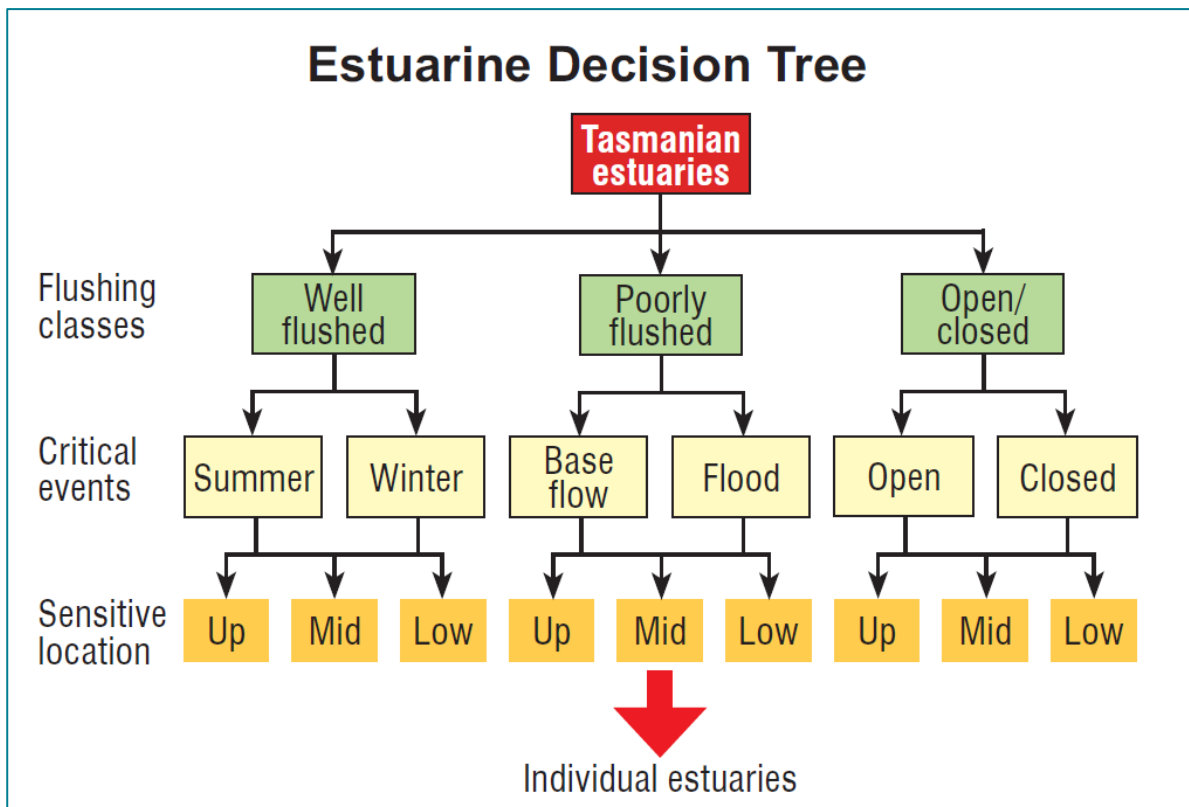 Estuarine Decision Tree
Tasmanian
estuaries
Flushing
classes
Well
flushed
Poorly
flushed
Open/
closed
Critical
events
Summer
Winter
Base
flow
Flood
Open
Closed
Sensitive
location
Up
Mid
Low
Up
Mid
Low
Up
Mid
Low
Individual estuaries